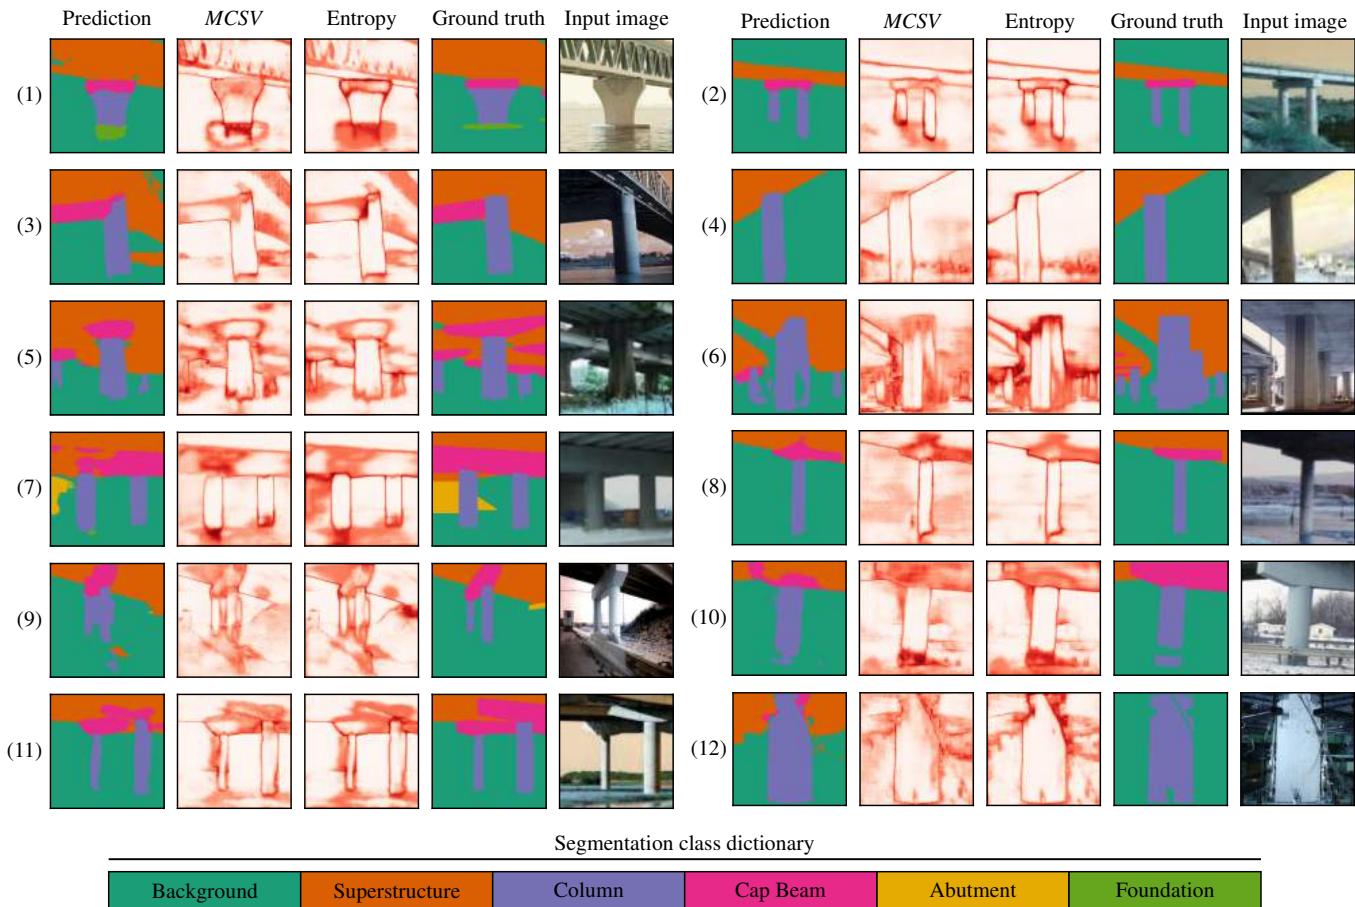 Prediction MCSV Entropy Ground truth Input image Prediction MCSV Entropy Ground truth Input image
(1) (2)
(3) (4)
(5) (6)
(7) (8)
(9) (10)
(11) (12)
Segmentation class dictionary
Background Superstructure Column Cap Beam Abutment Foundation